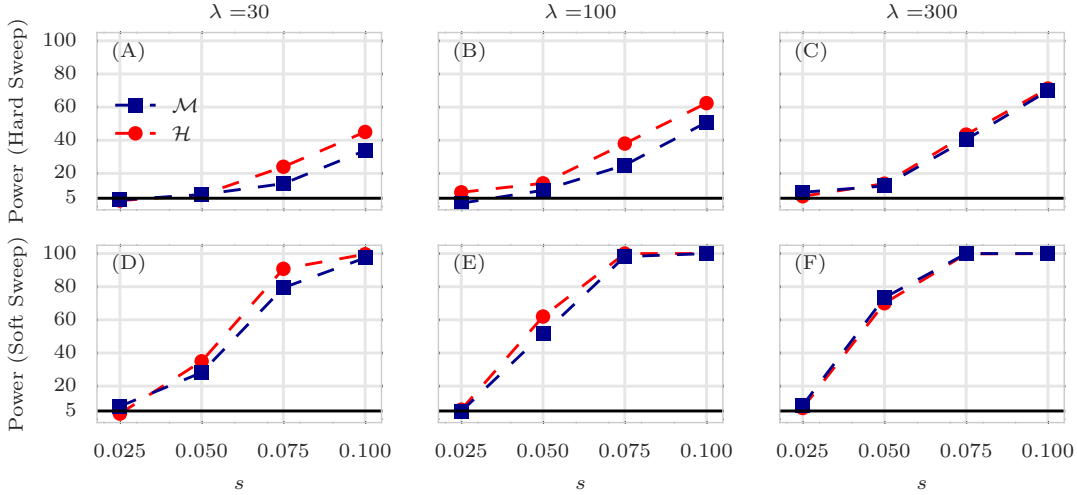 λ =30
λ =100
λ =300
Power (Hard Sweep)
100
80
60
40
20
5
(A)
ℳ
ℋ
(B)
(C)
Power (Soft Sweep)
100
80
60
40
20
5
(D)
(E)
(F)
0.025 0.050 0.075 0.100
0.025 0.050 0.075 0.100
0.025 0.050 0.075 0.100
s
s
s